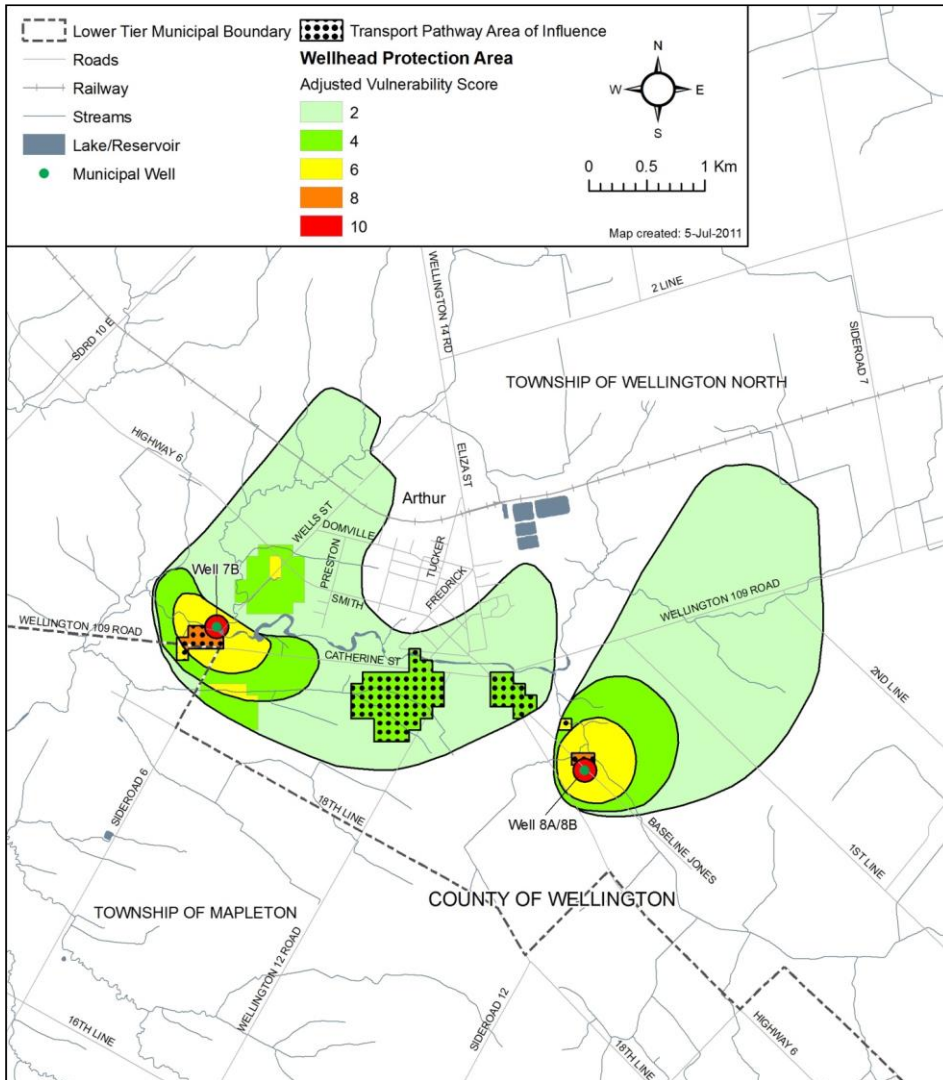 Lower Tier Municipal Boundary
Roads
Railway
Streams
Lake/Reservoir
Municipal Well
Transport Pathway Area of Influence
Wellhead Protection Area
Adjusted Vulnerability Score
2
4
6
8
10
N
W E
S
0 0.5 1 Km
Map created: 5-Jul-2011
WELLINGTON 14 RD
2 LINE
SDRD 10 E
SIDEROAD 7
TOWNSHIP OF WELLINGTON NORTH
HIGHWAY 6
ELIZA ST
Arthur
WELLS ST
DOMVILLE
TUCKER
PRESTON
FREDRICK
Well 7B
SMITH
WELLINGTON 109 ROAD
WELLINGTON 109 ROAD
CATHERINE ST
2ND LINE
SIDEROAD 6
18TH LINE
Well 8A/8B
BASELINE JONES
1ST LINE
COUNTY OF WELLINGTON
TOWNSHIP OF MAPLETON
WELLINGTON 12 ROAD
SIDEROAD 12
16TH LINE
18TH LINE
HIGHWAY 6